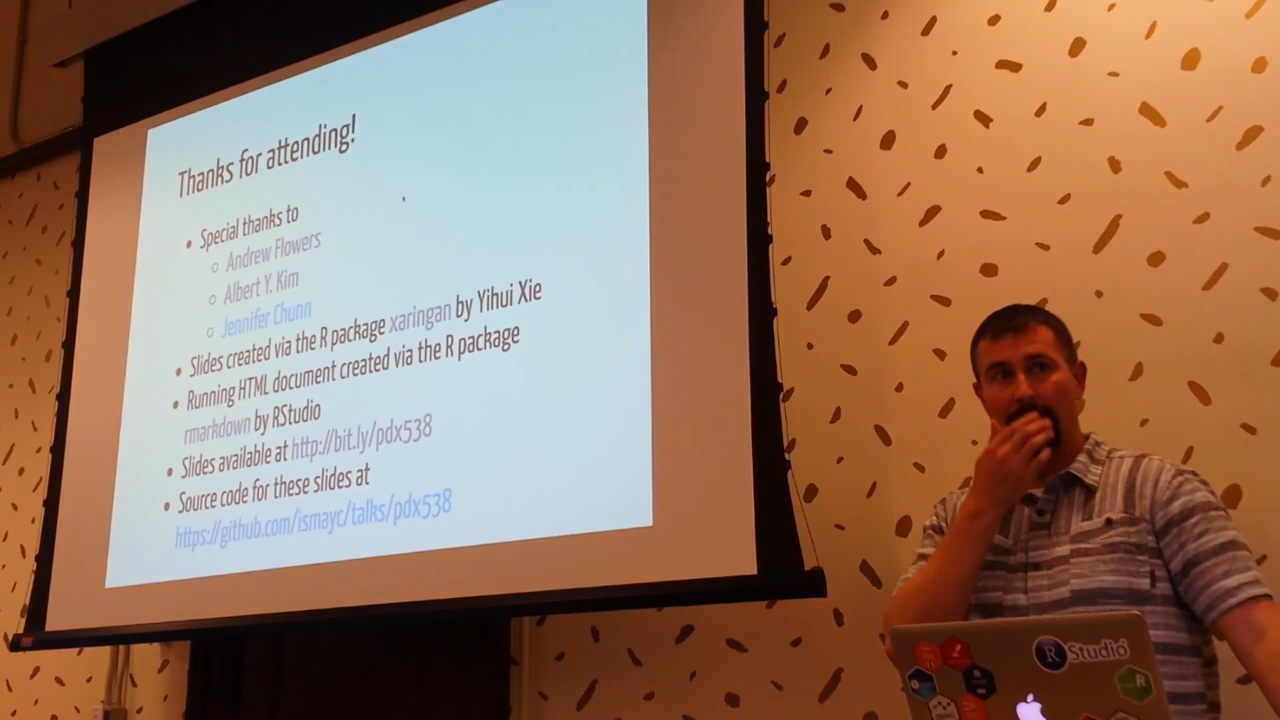 Thanks for attending!
Special thanks to
Andrew Flowers
Albert Y. Kim
Jennifer Chunn
Slides created via the R package xaringan by Yihui Xie
Running HTML document created via the R package
rmarkdown by RStudio
Slides available at http://bit.ly/pdx538
Source code for these slides at
https://github.com/ismayc/talks/pdx538
R Studio
R